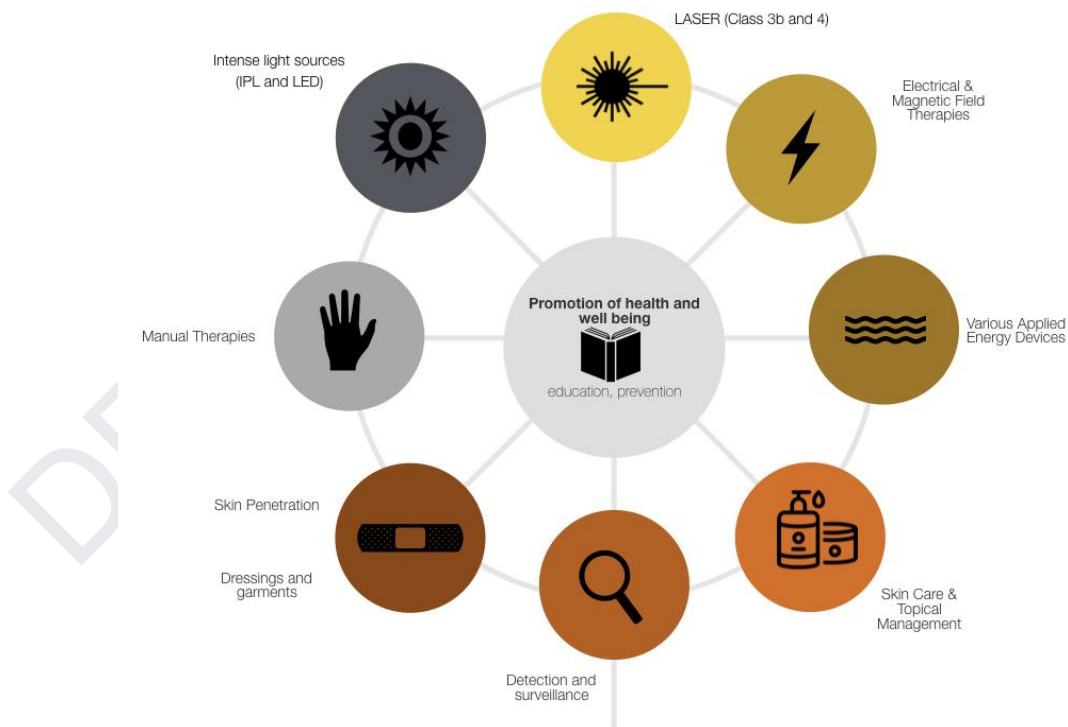 LASER (Class 3b and 4)
Intense light sources
(IPL and LED)
Electrical &
Magnetic Field
Therapies
Promotion of health and
well being
education, prevention
Manual Therapies
Various Applied
Energy Devices
Skin Penetration
Dressings and
garments
Skin Care &
Topical
Management
Detection and
surveillance